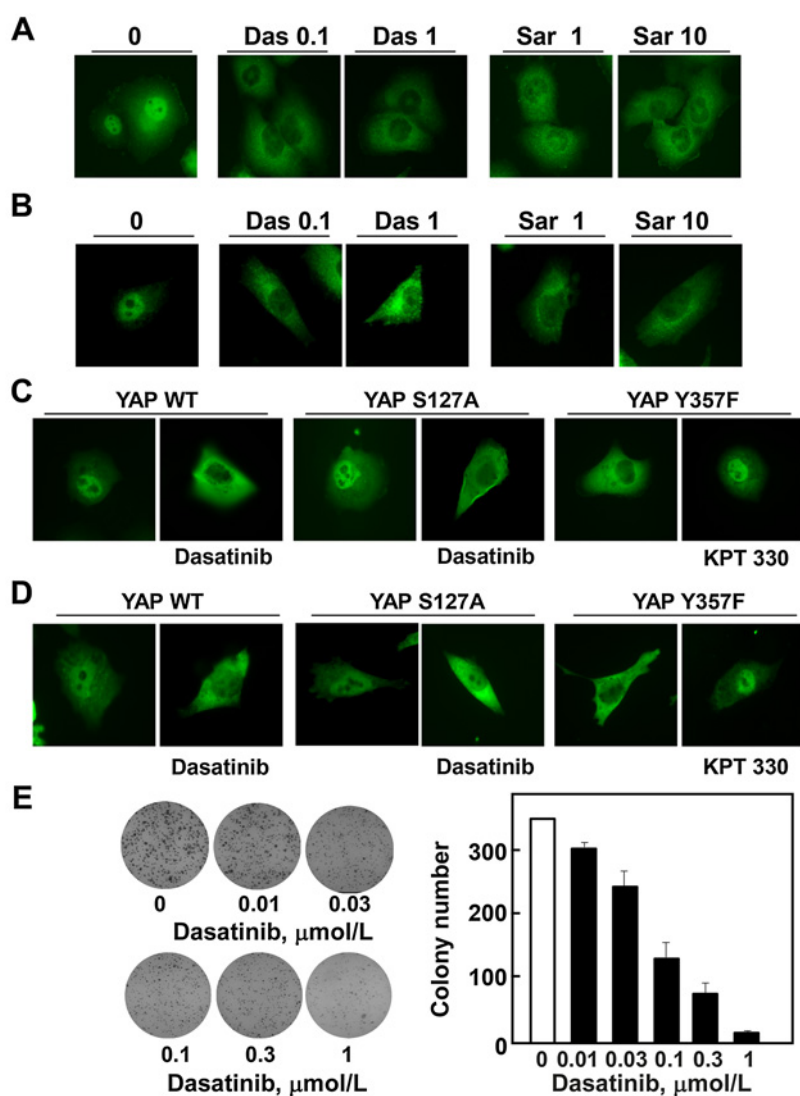 A
0 Das 0.1 Das 1 Sar 1 Sar 10
B
0 Das 0.1 Das 1 Sar 1 Sar 10
C
YAP WT YAP S127A YAP Y357F
Dasatinib Dasatinib KPT 330
D
YAP WT YAP S127A YAP Y357F
Dasatinib Dasatinib KPT 330
E
0 0.01 0.03
Dasatinib, μmol/L
0.1 0.3 1
Dasatinib, μmol/L
Colony number
300
200
100
0
0 0.01 0.03 0.1 0.3 1
Dasatinib, μmol/L